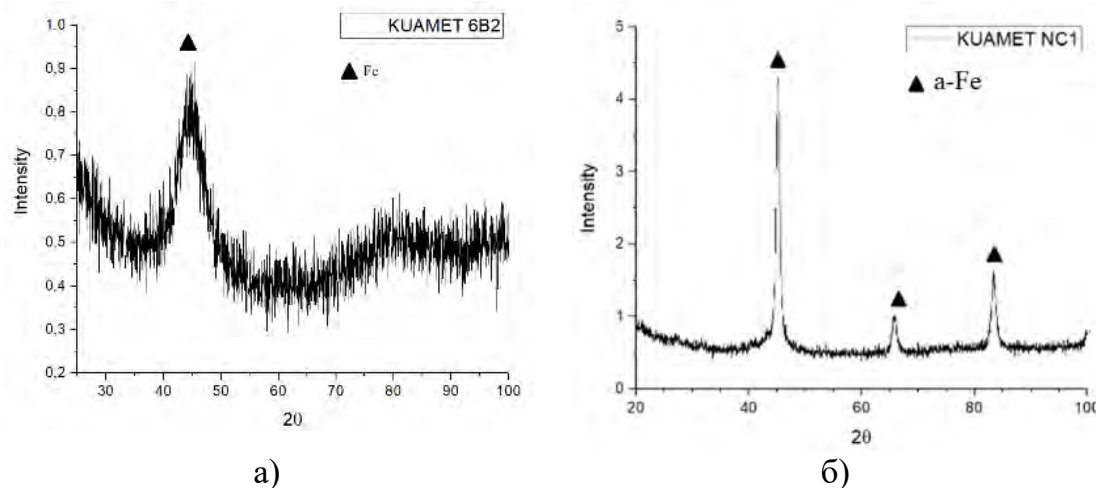 KUAMET 6B2
▲ Fe
Intensity
1,0
0,9
0,8
0,7
0,6
0,5
0,4
0,3
0,2
30 40 50 60 70 80 90 100
2θ
а)
KUAMET NC1
▲ a-Fe
Intensity
5
4
3
2
1
0
20 40 60 80 100
2θ
б)